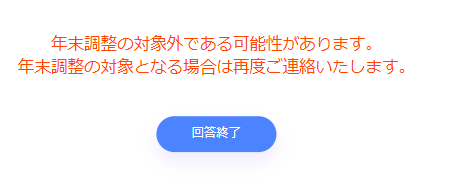 年末調整の対象外である可能性があります。
年末調整の対象となる場合は再度ご連絡いたします。
回答終了